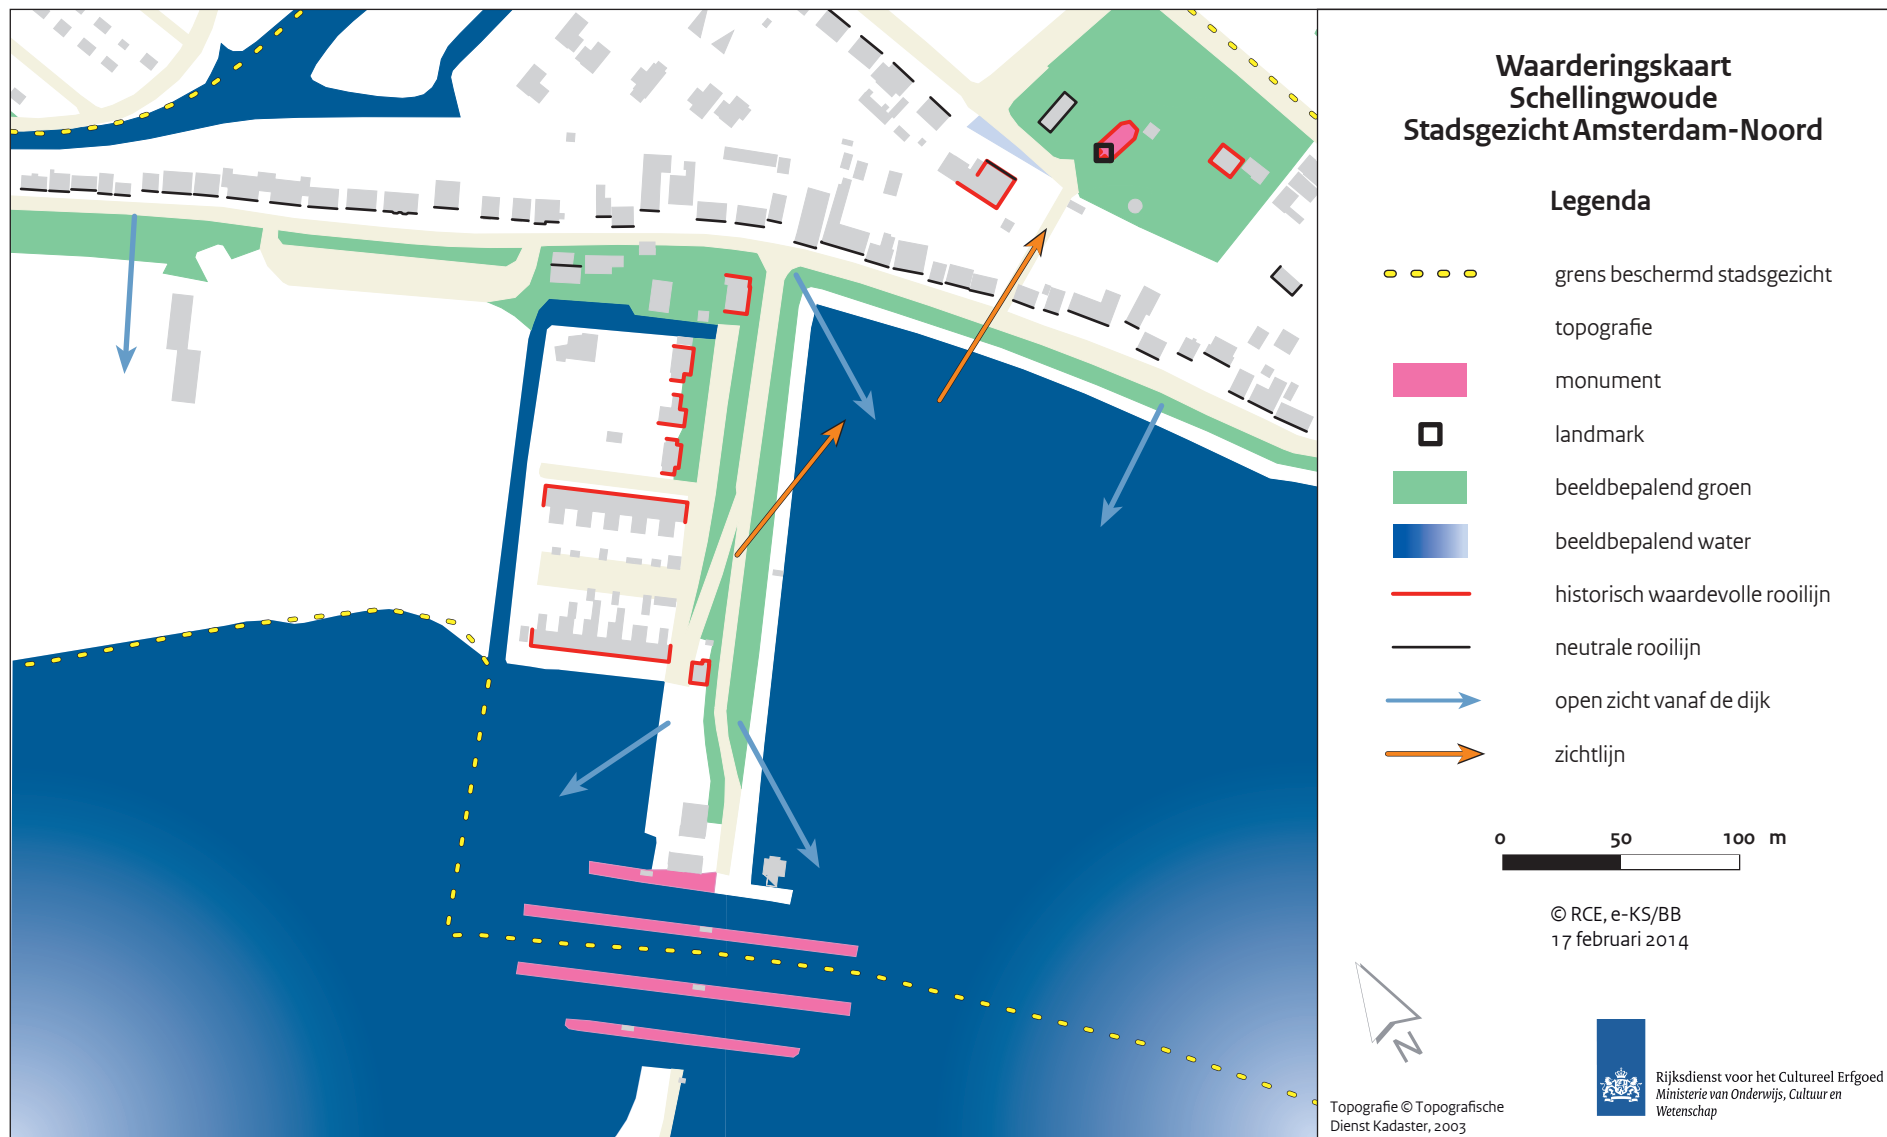 Waarderingskaart
Schellingwoude
Stadsgezicht Amsterdam-Noord
Legenda
grens beschermd stadsgezicht
topografie
monument
landmark
beeldbepalend groen
beeldbepalend water
historisch waardevolle rooilijn
neutrale rooilijn
open zicht vanaf de dijk
zichtlijn
0 50 100 m
© RCE, e-KS/BB
17 februari 2014
N
Topografie © Topografische
Dienst Kadaster, 2003
Rijksdienst voor het Cultureel Erfgoed
Ministerie van Onderwijs, Cultuur en
Wetenschap